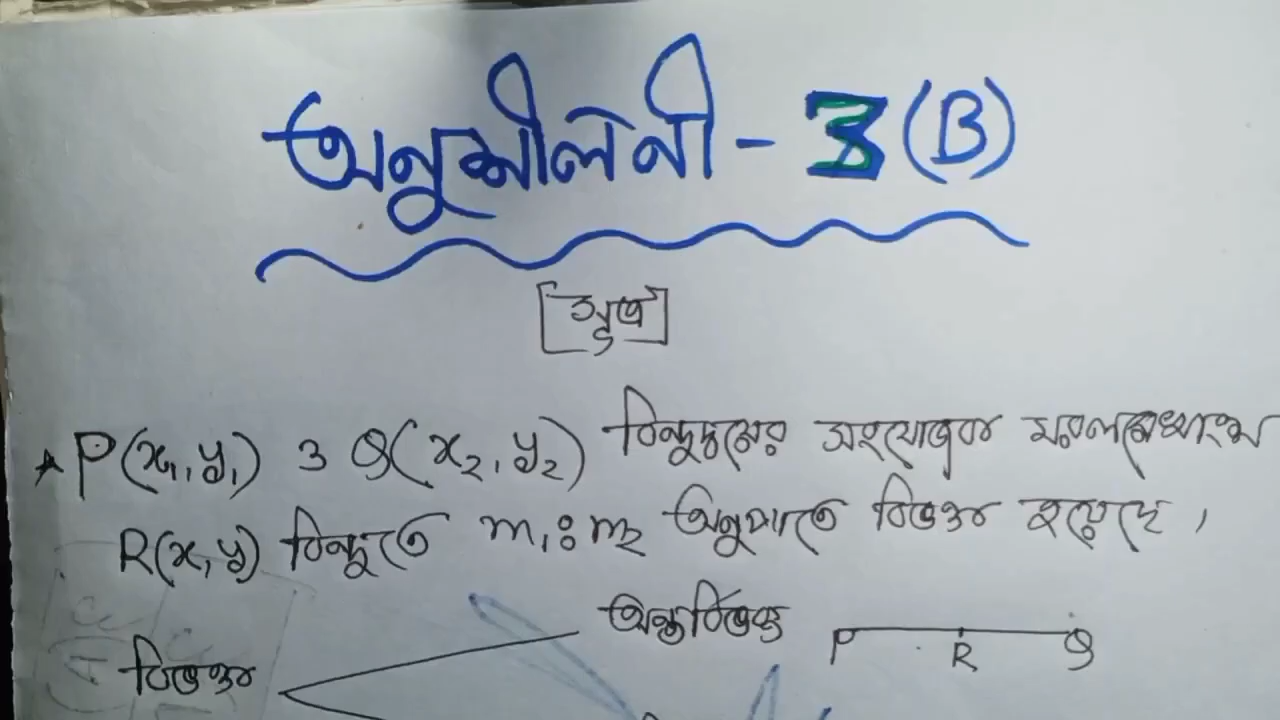 অনুশীলনী - 3 (B)
[সূত্র]
★ P(x₁, y₁) ও Q(x₂, y₂) বিন্দুদ্বয়ের সংযোজক সরলরেখাংশ
R(x, y) বিন্দুতে m₁ : m₂ অনুপাতে বিভক্ত হয়েছে,
অন্তর্বিভক্ত P R Q
বিভক্ত